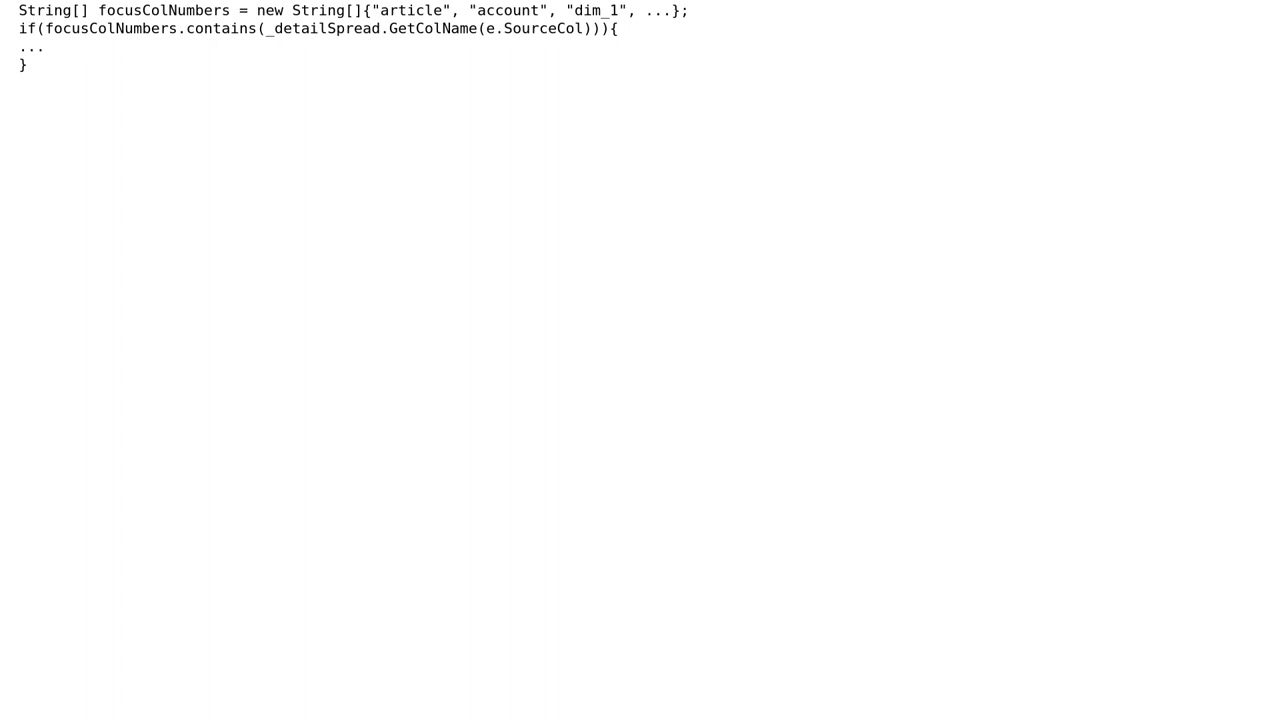 String[] focusColNumbers = new String[]{"article", "account", "dim_1", ...};
if(focusColNumbers.contains(_detailSpread.GetColName(e.SourceCol))){
...
}